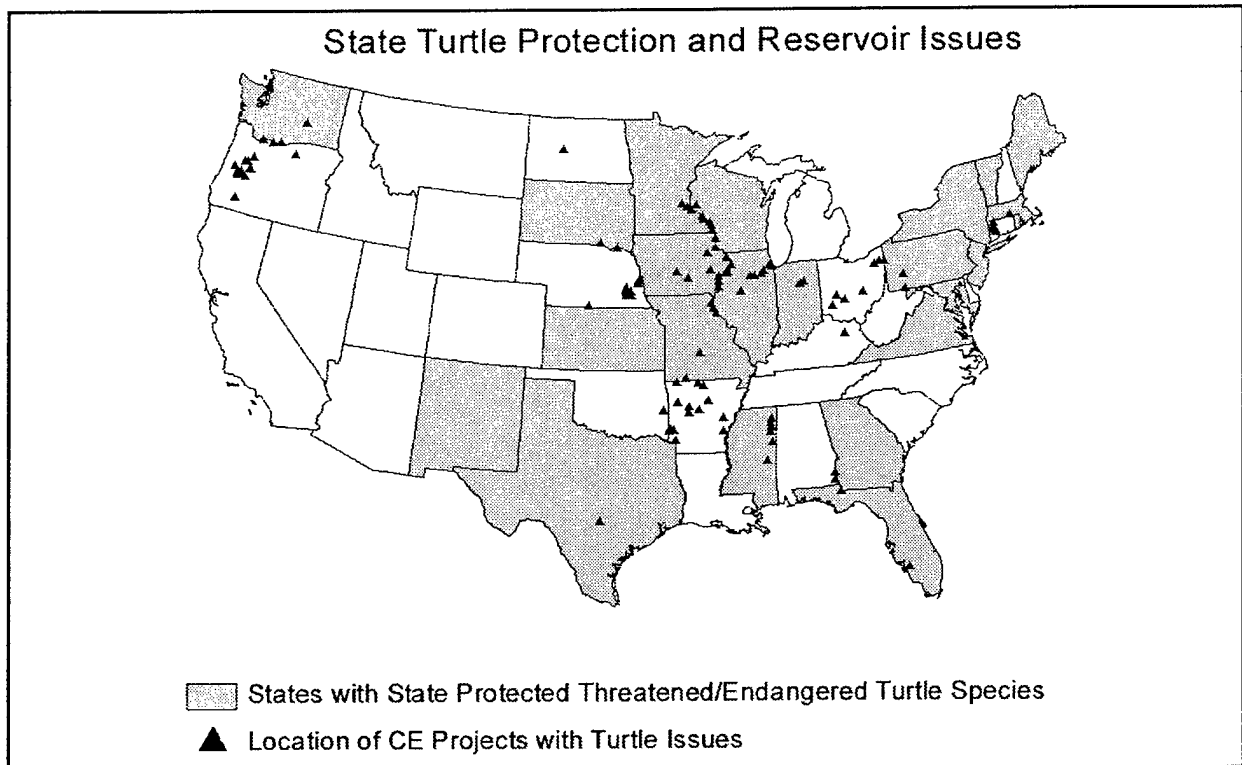 State Turtle Protection and Reservoir Issues
States with State Protected Threatened/Endangered Turtle Species
Location of CE Projects with Turtle Issues